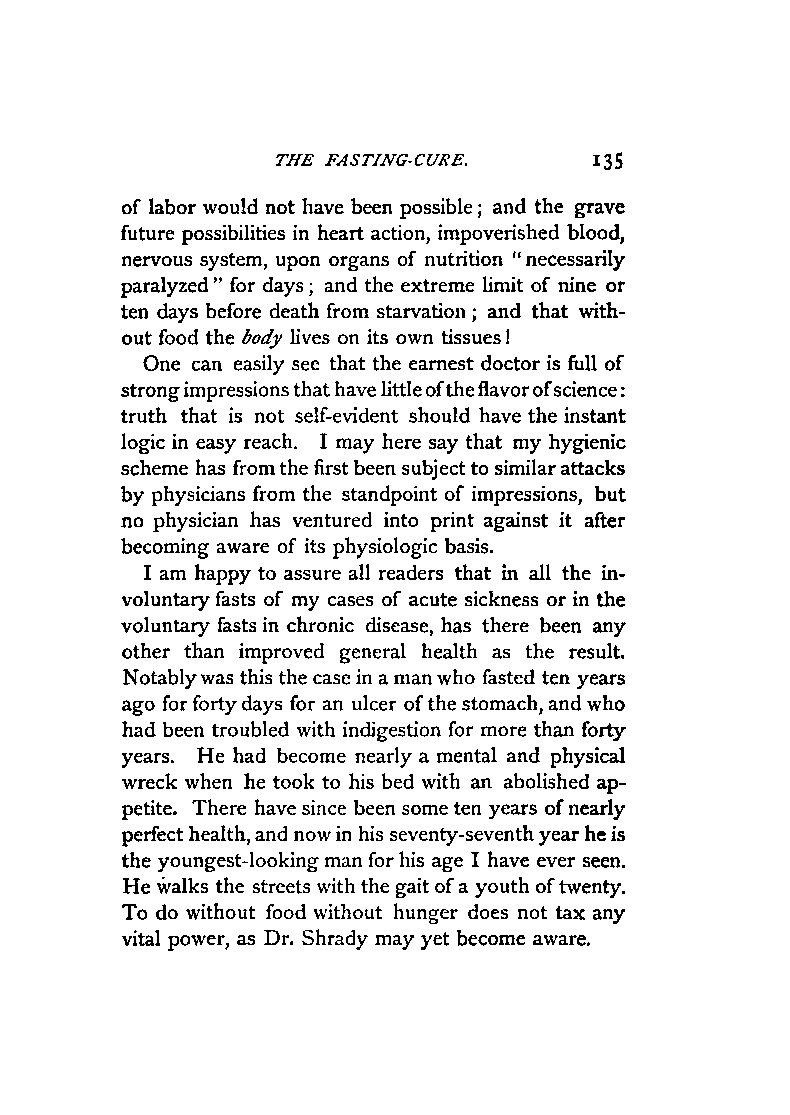 THE FASTING-CURE. 135
of labor would not have been possible; and the grave
future possibilities in heart action, impoverished blood,
nervous system, upon organs of nutrition "necessarily
paralyzed" for days; and the extreme limit of nine or
ten days before death from starvation; and that with-
out food the body lives on its own tissues!
One can easily see that the earnest doctor is full of
strong impressions that have little of the flavor of science:
truth that is not self-evident should have the instant
logic in easy reach. I may here say that my hygienic
scheme has from the first been subject to similar attacks
by physicians from the standpoint of impressions, but
no physician has ventured into print against it after
becoming aware of its physiologic basis.
I am happy to assure all readers that in all the in-
voluntary fasts of my cases of acute sickness or in the
voluntary fasts in chronic disease, has there been any
other than improved general health as the result.
Notably was this the case in a man who fasted ten years
ago for forty days for an ulcer of the stomach, and who
had been troubled with indigestion for more than forty
years. He had become nearly a mental and physical
wreck when he took to his bed with an abolished ap-
petite. There have since been some ten years of nearly
perfect health, and now in his seventy-seventh year he is
the youngest-looking man for his age I have ever seen.
He walks the streets with the gait of a youth of twenty.
To do without food without hunger does not tax any
vital power, as Dr. Shrady may yet become aware.